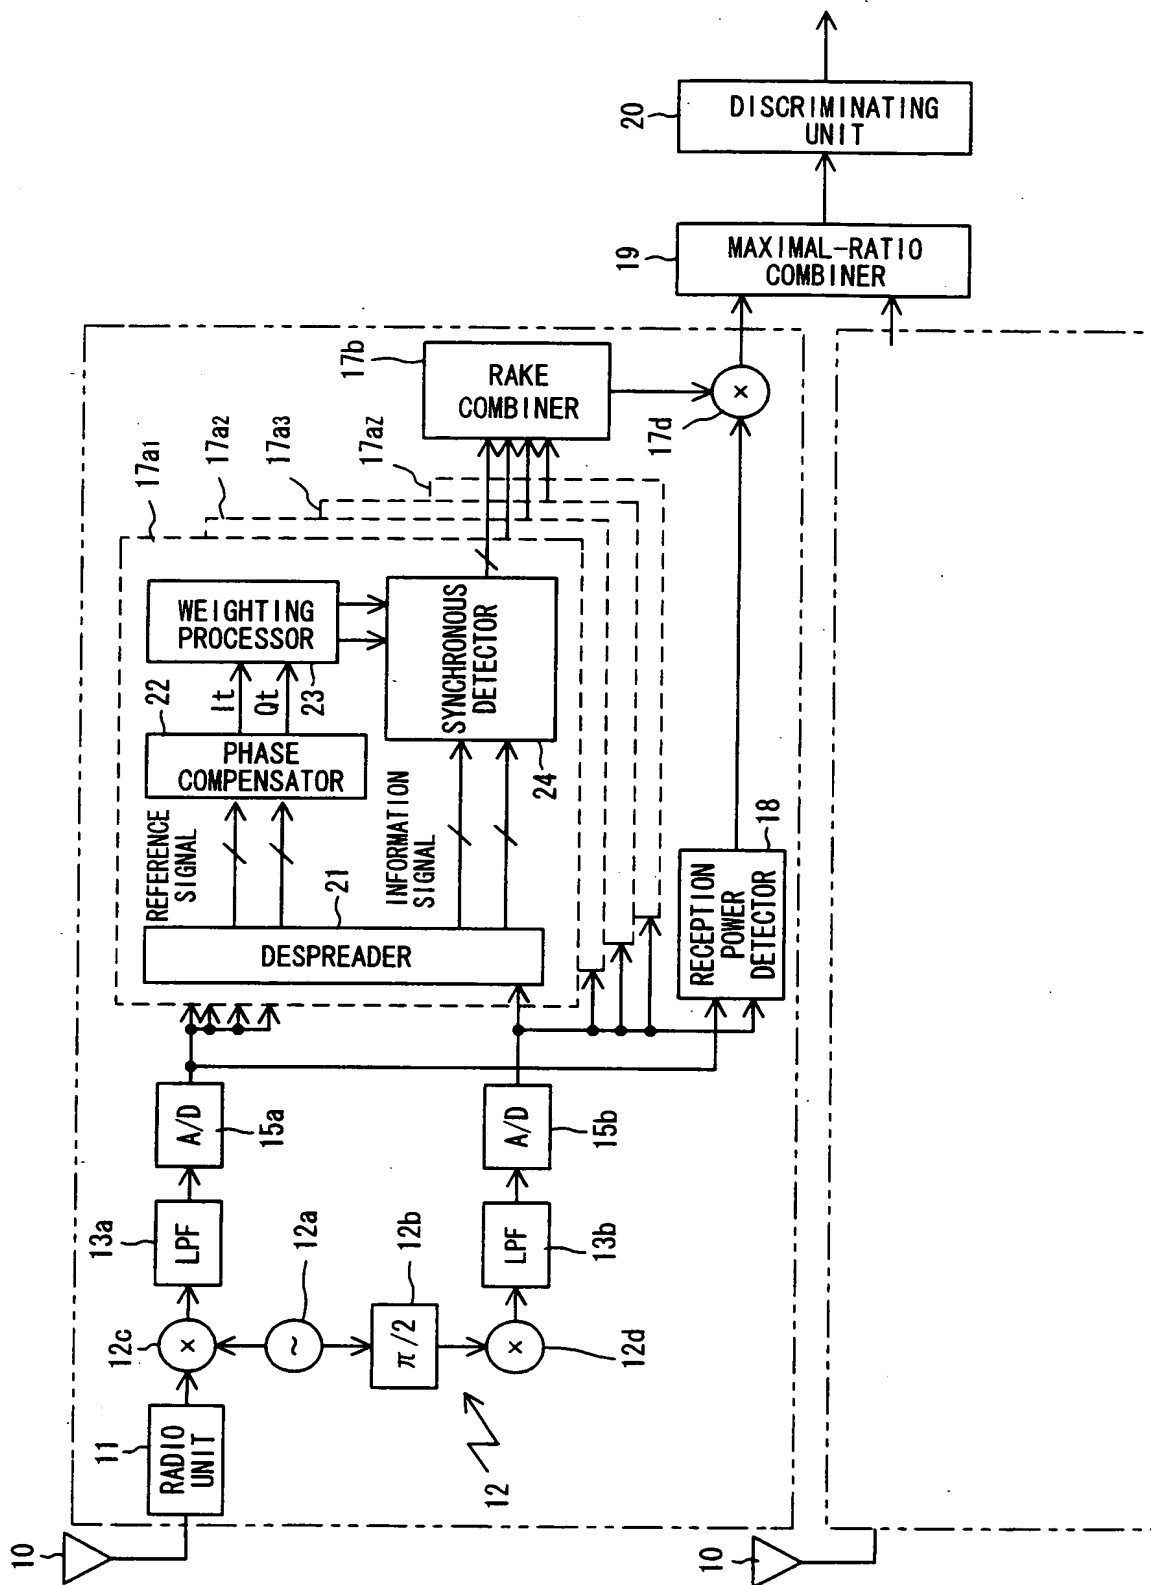 10
11
RADIO
UNIT
12
12c
×
~
12a
π/2
12b
×
12d
13a
LPF
13b
LPF
A/D
15a
A/D
15b
DESPREADER
21
REFERENCE
SIGNAL
INFORMATION
SIGNAL
22
PHASE
COMPENSATOR
It
Qt
23
WEIGHTING
PROCESSOR
SYNCHRONOUS
DETECTOR
24
17a1
17a2
17a3
17aZ
17b
RAKE
COMBINER
RECEPTION
POWER
DETECTOR
18
×
17d
19
MAXIMAL-RATIO
COMBINER
20
DISCRIMINATING
UNIT
10